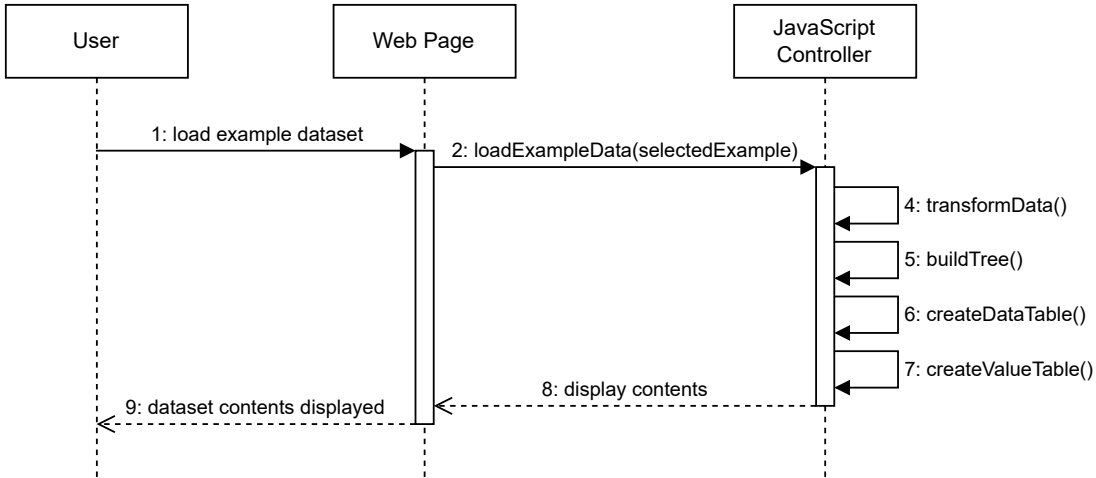 User
Web Page
JavaScript
Controller
1: load example dataset
2: loadExampleData(selectedExample)
4: transformData()
5: buildTree()
6: createDataTable()
7: createValueTable()
8: display contents
9: dataset contents displayed